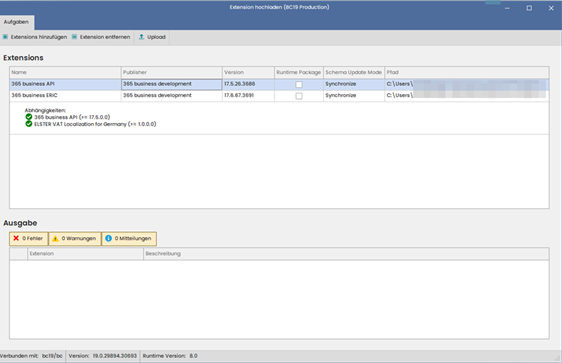 Extension hochladen (BC19 Production)
Aufgaben
Extensions hinzufügen Extension entfernen Upload
Extensions
Name Publisher Version Runtime Package Schema Update Mode Pfad
365 business API 365 business development 17.5.28.3686 Synchronize C:\Users\
365 business ERIC 365 business development 17.6.67.3691 Synchronize C:\Users\
Abhängigkeiten:
365 business API (>= 17.5.0.0)
ELSTER VAT Localization for Germany (>= 1.0.0.0)
Ausgabe
0 Fehler 0 Warnungen 0 Mitteilungen
Extension Beschreibung
Verbunden mit: bc19/bc Version: 19.0.29894.30693 Runtime Version: 8.0